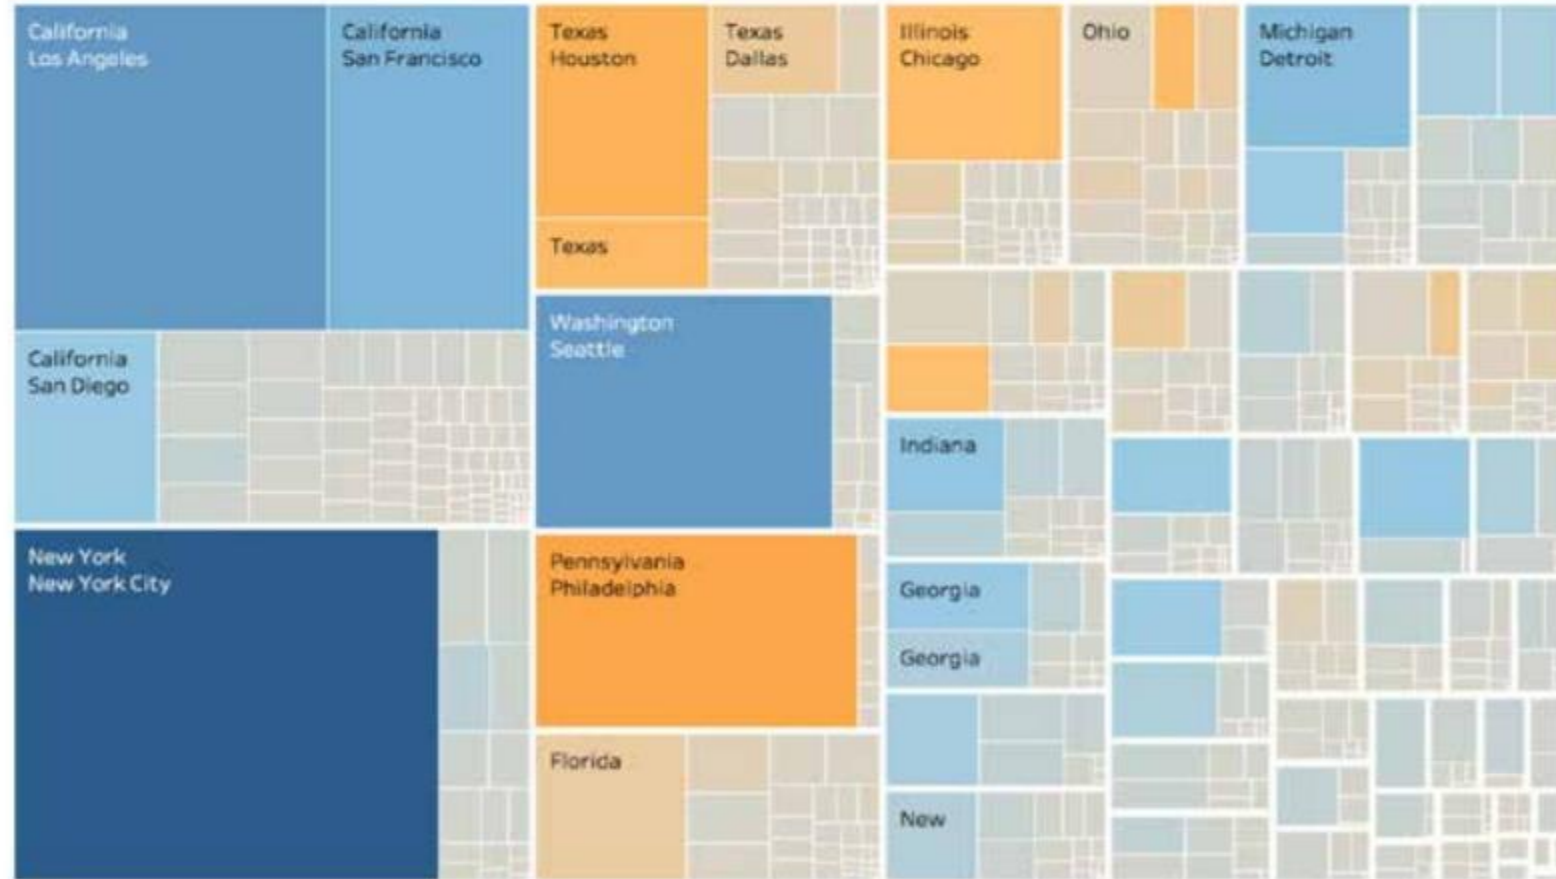 California
Los Angeles
California
San Francisco
California
San Diego
New York
New York City
Texas
Houston
Texas
Dallas
Texas
Washington
Seattle
Pennsylvania
Philadelphia
Florida
Illinois
Chicago
Ohio
Michigan
Detroit
Indiana
Georgia
Georgia
New